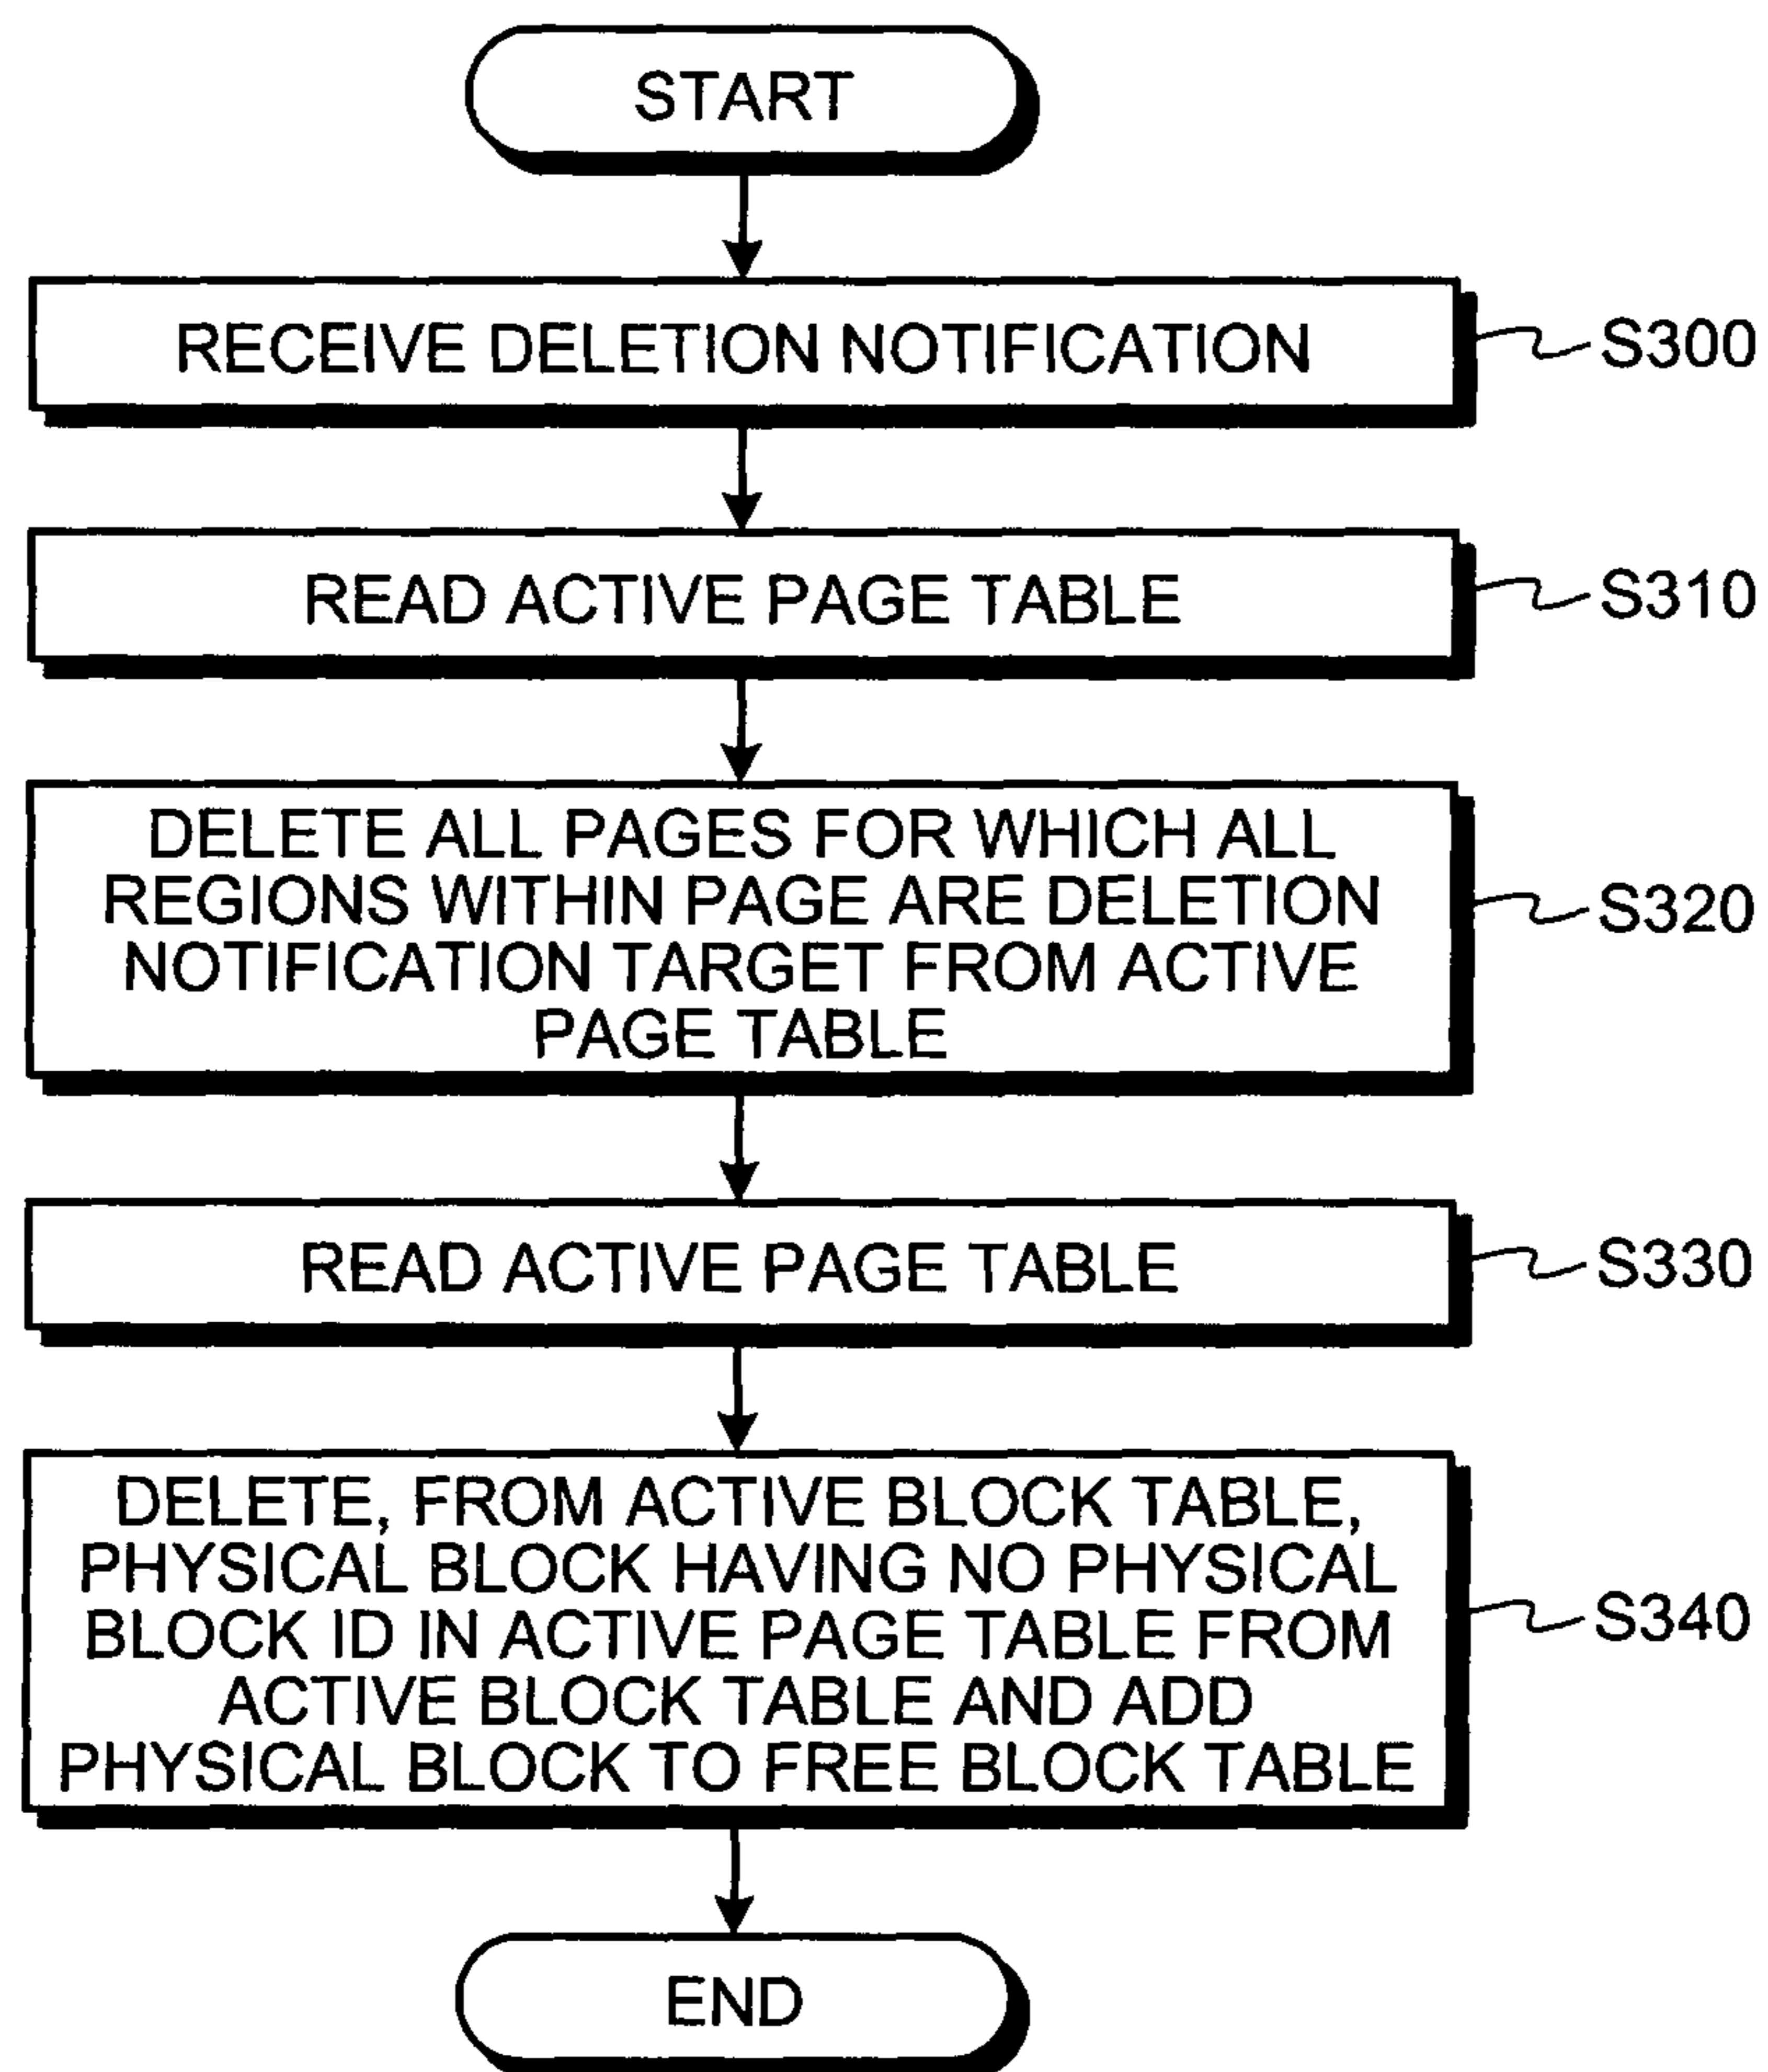 START
RECEIVE DELETION NOTIFICATION
S300
READ ACTIVE PAGE TABLE
S310
DELETE ALL PAGES FOR WHICH ALL
REGIONS WITHIN PAGE ARE DELETION
NOTIFICATION TARGET FROM ACTIVE
PAGE TABLE
S320
READ ACTIVE PAGE TABLE
S330
DELETE, FROM ACTIVE BLOCK TABLE,
PHYSICAL BLOCK HAVING NO PHYSICAL
BLOCK ID IN ACTIVE PAGE TABLE FROM
ACTIVE BLOCK TABLE AND ADD
PHYSICAL BLOCK TO FREE BLOCK TABLE
S340
END